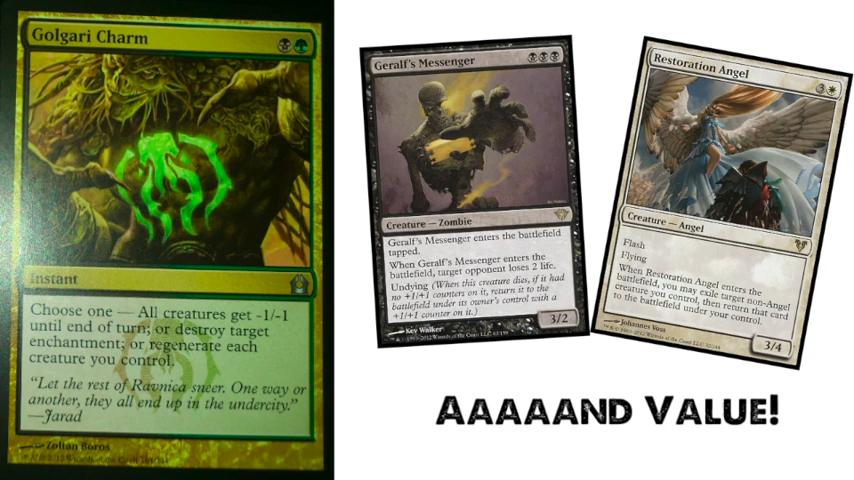 Golgari Charm
Instant
Choose one — All creatures get -1/-1
until end of turn; or destroy target
enchantment; or regenerate each
creature you control.
"Let the rest of Ravnica sneer. One way or
another, they all end up in the undercity."
—Jarad
Zoltan Boros
Geralf's Messenger
Creature — Zombie
Geralf's Messenger enters the battlefield
tapped.
When Geralf's Messenger enters the
battlefield, target opponent loses 2 life.
Undying (When this creature dies, if it had
no +1/+1 counters on it, return it to the
battlefield under its owner's control with a
+1/+1 counter on it.)
3/2
Kev Walker
Restoration Angel
3
Creature — Angel
Flash
Flying
When Restoration Angel enters the
battlefield, you may exile target non-Angel
creature you control, then return that card
to the battlefield under your control.
Johannes Voss
3/4
AAAAAND VALUE!